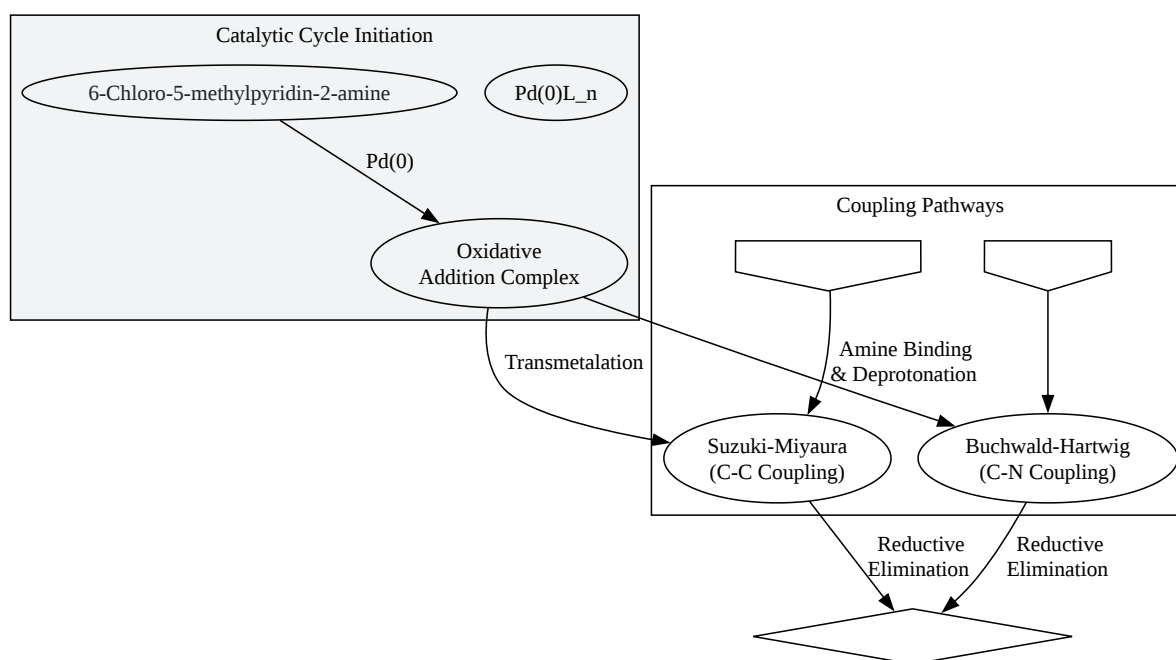 Catalytic Cycle Initiation
6-Chloro-5-methylpyridin-2-amine
Pd(0)L_n
Pd(0)
Oxidative
Addition Complex
Coupling Pathways
Transmetalation
Amine Binding
& Deprotonation
Suzuki-Miyaura
(C-C Coupling)
Buchwald-Hartwig
(C-N Coupling)
Reductive
Elimination
Reductive
Elimination